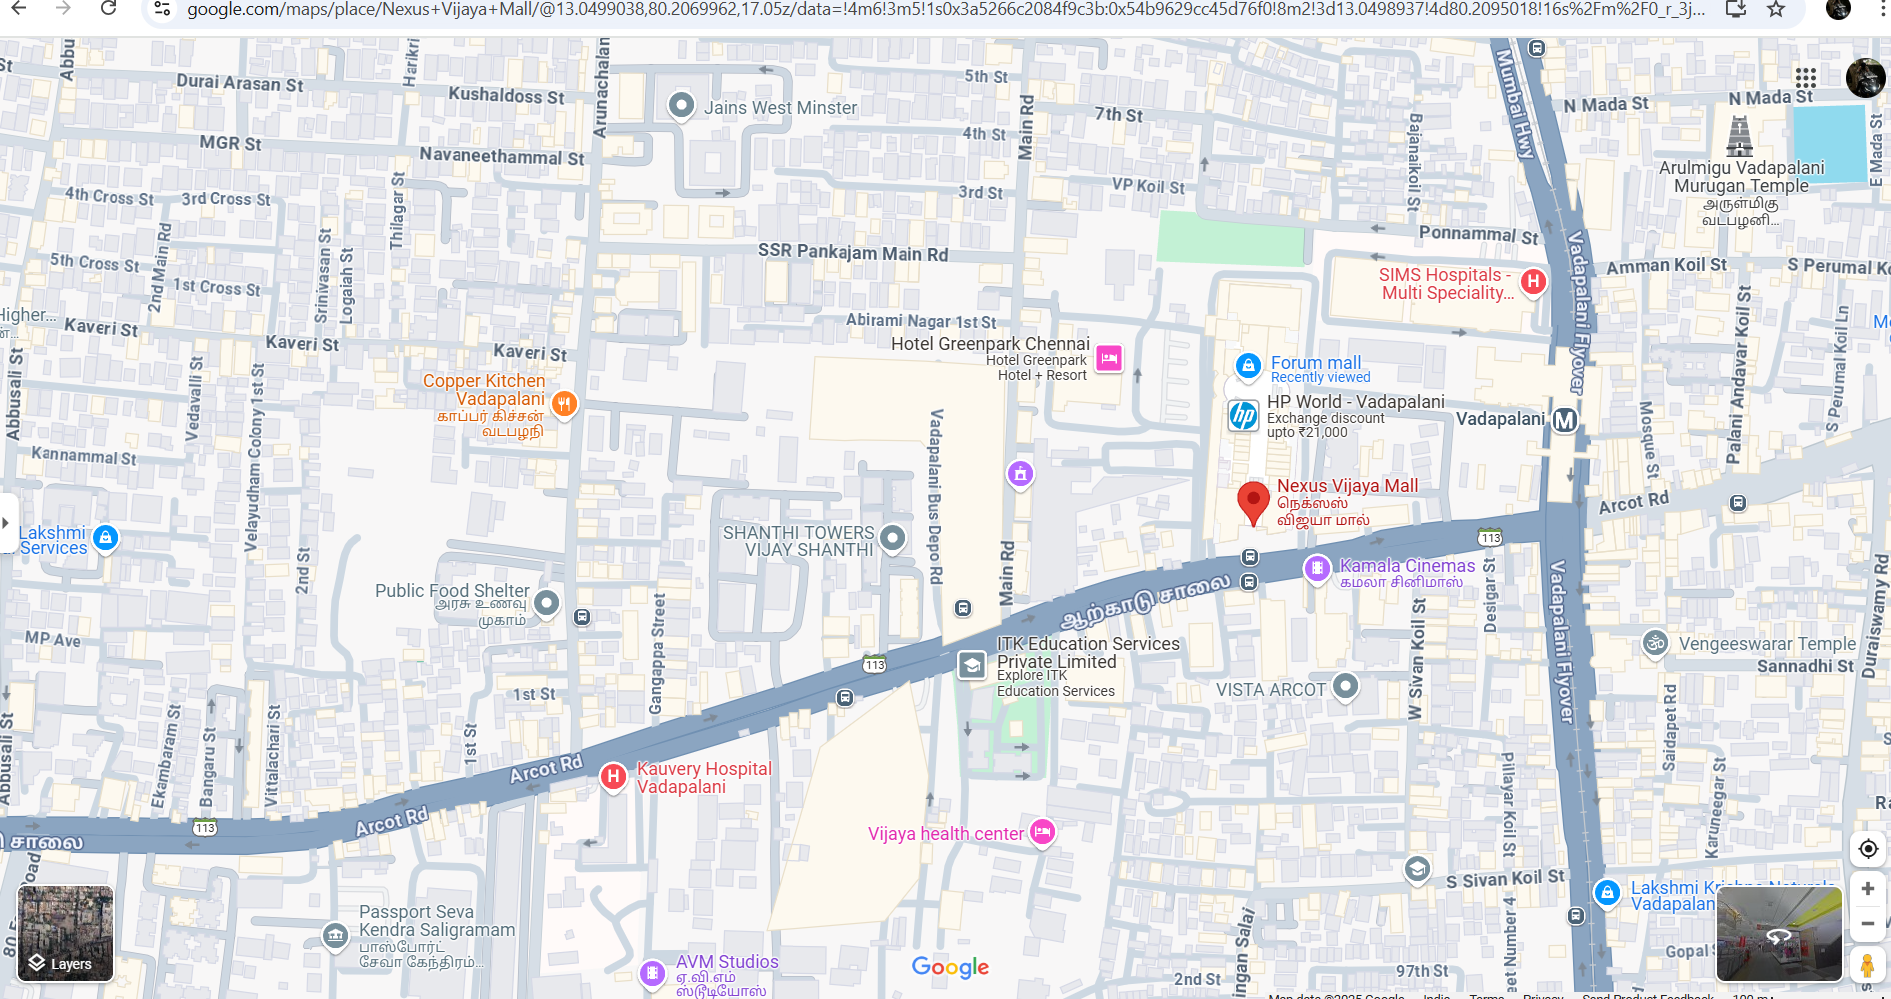 google.com/maps/place/Nexus+Vijaya+Mall/@13.0499038,80.2069962,17.05z/data=!4m6!3m5!1s0x3a5266c2084f9c3b:0x54b9629cc45d76f0!8m2!3d13.0498937!4d80.2095018!16s%2Fm%2F0_r_3j...
Durai Arasan St
Harikri
Kushaldoss St
Arunachalam
Jains West Minster
5th St
4th St
Main Rd
7th St
Mumbai Hwy
N Mada St
N Mada St
E Mada St
MGR St
Navaneethammal St
4th Cross St
3rd Cross St
Thilagar St
3rd St
VP Koil St
Bajanaikoil St
Arulmigu Vadapalani
Murugan Temple
அருள்மிகு
வடபழனி...
Ponnammal St
SSR Pankajam Main Rd
5th Cross St
2nd Main Rd
1st Cross St
Srinivasan St
Logaiah St
Amman Koil St
S Perumal Ko
SIMS Hospitals -
Multi Speciality...
Vadapalani Flyover
Higher...
Kaveri St
Kaveri St
Kaveri St
Abirami Nagar 1st St
Hotel Greenpark Chennai
Hotel Greenpark
Hotel + Resort
Forum mall
Recently viewed
HP World - Vadapalani
Exchange discount
upto ₹21,000
hp
Vadapalani
M
Palani Andavar Koil St
S Perumal Koil Ln
Mosque St
Copper Kitchen
Vadapalani
காப்பர் கிச்சன்
வடபழநி
Abbusali St
Vedavalli St
Velayudham Colony 1st St
Kannammal St
Vadapalani Bus Depo Rd
Nexus Vijaya Mall
நெக்ஸஸ்
விஜயா மால்
Arcot Rd
113
Lakshmi
Services
SHANTHI TOWERS
VIJAY SHANTHI
Main Rd
Kamala Cinemas
கமலா சினிமாஸ்
2nd St
Public Food Shelter
அரசு உணவு
முகாம்
Gangappa Street
ஆற்காடு சாலை
Desigar St
W Sivan Koil St
Vadapalani Flyover
Vengeeswarar Temple
Sannadhi St
Duraiswamy Rd
MP Ave
113
ITK Education Services
Private Limited
Explore ITK
Education Services
VISTA ARCOT
1st St
1st St
Abbusali St
Ekambaram St
Bangaru St
Vittalachari St
Arcot Rd
Kauvery Hospital
Vadapalani
Saidapet Rd
Pillayar Koil St
Karuneegar St
Arcot Rd
113
சாலை
Vijaya health center
S Sivan Koil St
Lakshmi Krishna Naturals
Vadapalan
Passport Seva
Kendra Saligramam
பாஸ்போர்ட்
சேவா கேந்திரம்...
Layers
AVM Studios
ஏ.வி.எம்
ஸ்டூடியோஸ்
Google
2nd St
97th St
Gopal S
Map data ©2025 Google India Terms Privacy Send Product Feedback 100 m